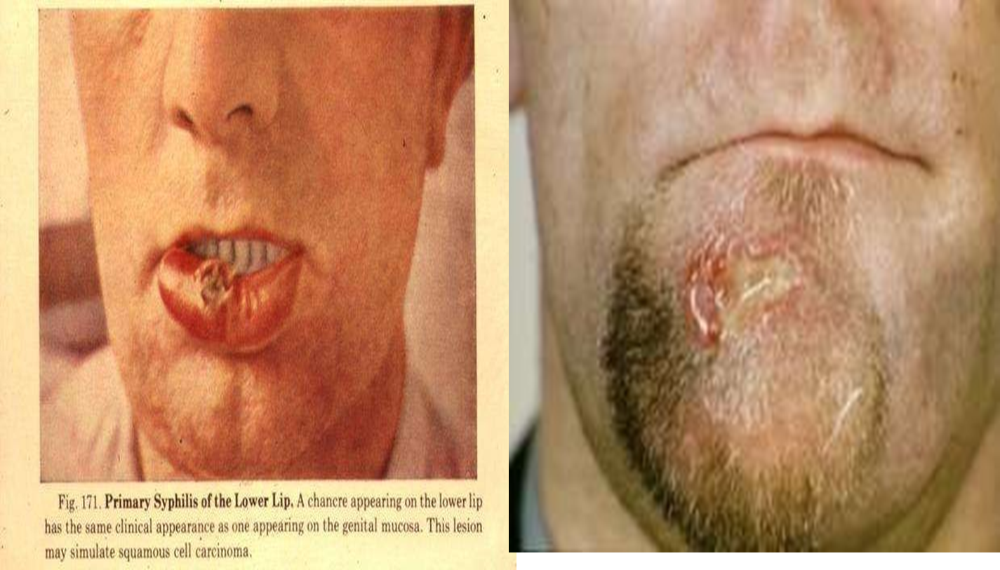 Fig. 171. Primary Syphilis of the Lower Lip. A chancre appearing on the lower lip
has the same clinical appearance as one appearing on the genital mucosa. This lesion
may simulate squamous cell carcinoma.